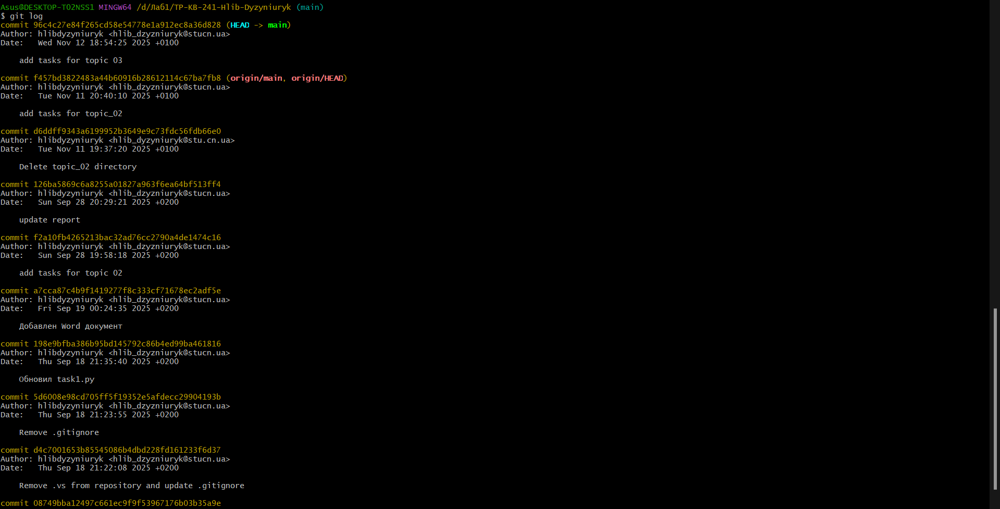 Asus@DESKTOP-TO2NSS1 MINGW64 /d/Лаб1/TP-KB-241-Hlib-Dyzyniuryk (main)
$ git log
commit 96c4c27e84f265cd58e54778e1a912ec8a36d828 (HEAD -> main)
Author: hlibdyzyniuryk <hlib_dzyzniuryk@stucn.ua>
Date:   Wed Nov 12 18:54:25 2025 +0100

    add tasks for topic 03

commit f457bd3822483a44b60916b28612114c67ba7fb8 (origin/main, origin/HEAD)
Author: hlibdyzyniuryk <hlib_dzyzniuryk@stucn.ua>
Date:   Tue Nov 11 20:40:10 2025 +0100

    add tasks for topic_02

commit d6ddff9343a6199952b3649e9c73fdc56fdb66e0
Author: hlibdyzyniuryk <hlib_dyzyniuryk@stu.cn.ua>
Date:   Tue Nov 11 19:37:20 2025 +0100

    Delete topic_02 directory

commit 126ba5869c6a8255a01827a963f6ea64bf513ff4
Author: hlibdyzyniuryk <hlib_dzyzniuryk@stucn.ua>
Date:   Sun Sep 28 20:29:21 2025 +0200

    update report

commit f2a10fb4265213bac32ad76cc2790a4de1474c16
Author: hlibdyzyniuryk <hlib_dzyzniuryk@stucn.ua>
Date:   Sun Sep 28 19:58:18 2025 +0200

    add tasks for topic 02

commit a7cca87c4b9f1419277f8c333cf71678ec2adf5e
Author: hlibdyzyniuryk <hlib_dzyzniuryk@stucn.ua>
Date:   Fri Sep 19 00:24:35 2025 +0200

    Добавлен Word документ

commit 198e9bfba386b95bd145792c86b4ed99ba461816
Author: hlibdyzyniuryk <hlib_dzyzniuryk@stucn.ua>
Date:   Thu Sep 18 21:35:40 2025 +0200

    Обновил task1.py

commit 5d6008e98cd705ff5f19352e5afdecc29904193b
Author: hlibdyzyniuryk <hlib_dzyzniuryk@stucn.ua>
Date:   Thu Sep 18 21:23:55 2025 +0200

    Remove .gitignore

commit d4c7001653b85545086b4dbd228fd161233f6d37
Author: hlibdyzyniuryk <hlib_dzyzniuryk@stucn.ua>
Date:   Thu Sep 18 21:22:08 2025 +0200

    Remove .vs from repository and update .gitignore

commit 08749bba12497c661ec9f9f53967176b03b35a9e